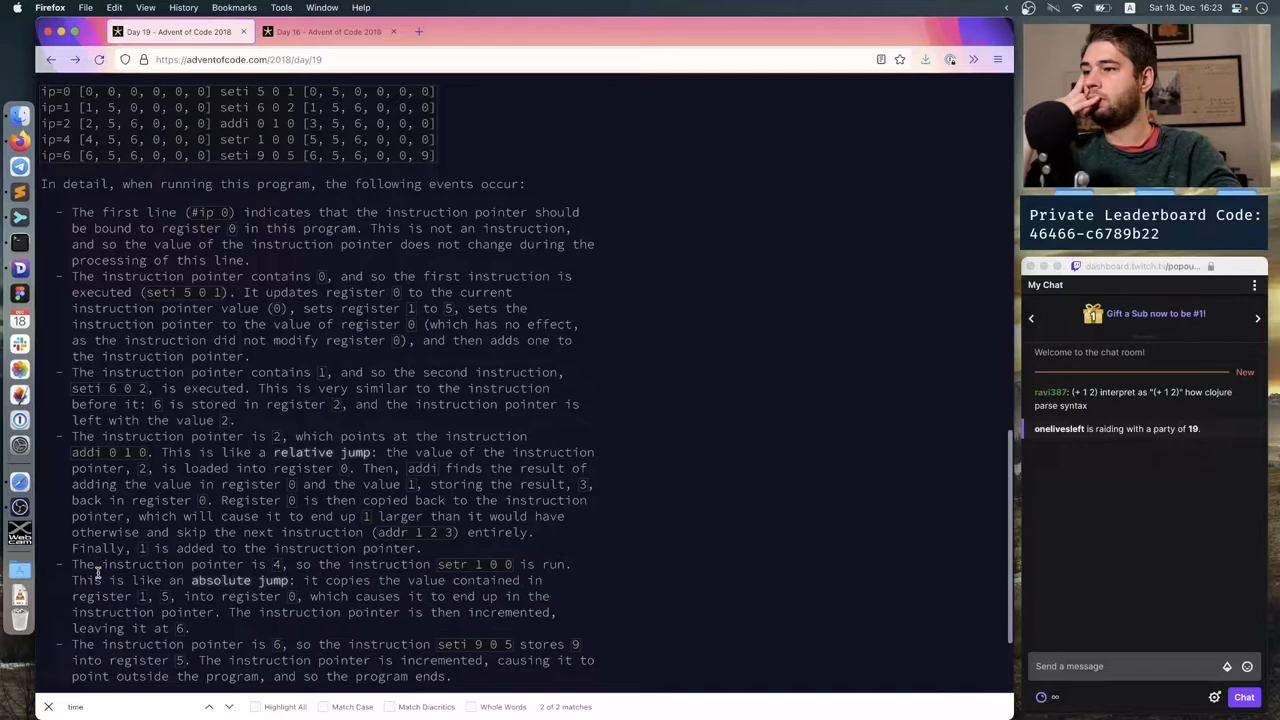 Firefox File Edit View History Bookmarks Tools Window Help
A Sat 18. Dec 16:23
Day 19 - Advent of Code 2018
Day 16 - Advent of Code 2018
https://adventofcode.com/2018/day/19
ip=0 [0, 0, 0, 0, 0, 0] seti 5 0 1 [0, 5, 0, 0, 0, 0]
ip=1 [1, 5, 0, 0, 0, 0] seti 6 0 2 [1, 5, 6, 0, 0, 0]
ip=2 [2, 5, 6, 0, 0, 0] addi 0 1 0 [3, 5, 6, 0, 0, 0]
ip=4 [4, 5, 6, 0, 0, 0] setr 1 0 0 [5, 5, 6, 0, 0, 0]
ip=6 [6, 5, 6, 0, 0, 0] seti 9 0 5 [6, 5, 6, 0, 0, 9]
In detail, when running this program, the following events occur:
- The first line (#ip 0) indicates that the instruction pointer should
be bound to register 0 in this program. This is not an instruction,
and so the value of the instruction pointer does not change during the
processing of this line.
- The instruction pointer contains 0, and so the first instruction is
executed (seti 5 0 1). It updates register 0 to the current
instruction pointer value (0), sets register 1 to 5, sets the
instruction pointer to the value of register 0 (which has no effect,
as the instruction did not modify register 0), and then adds one to
the instruction pointer.
- The instruction pointer contains 1, and so the second instruction,
seti 6 0 2, is executed. This is very similar to the instruction
before it: 6 is stored in register 2, and the instruction pointer is
left with the value 2.
- The instruction pointer is 2, which points at the instruction
addi 0 1 0. This is like a relative jump: the value of the instruction
pointer, 2, is loaded into register 0. Then, addi finds the result of
adding the value in register 0 and the value 1, storing the result, 3,
back in register 0. Register 0 is then copied back to the instruction
pointer, which will cause it to end up 1 larger than it would have
otherwise and skip the next instruction (addr 1 2 3) entirely.
Finally, 1 is added to the instruction pointer.
- The instruction pointer is 4, so the instruction setr 1 0 0 is run.
This is like an absolute jump: it copies the value contained in
register 1, 5, into register 0, which causes it to end up in the
instruction pointer. The instruction pointer is then incremented,
leaving it at 6.
- The instruction pointer is 6, so the instruction seti 9 0 5 stores 9
into register 5. The instruction pointer is incremented, causing it to
point outside the program, and so the program ends.
time
Highlight All Match Case Match Diacritics Whole Words 2 of 2 matches
Private Leaderboard Code:
46466-c6789b22
dashboard.twitch.tv/popou...
My Chat
Gift a Sub now to be #1!
Welcome to the chat room!
New
ravi387: (+ 1 2) interpret as "(+ 1 2)" how clojure
parse syntax
onelivesleft is raiding with a party of 19.
Send a message
Chat